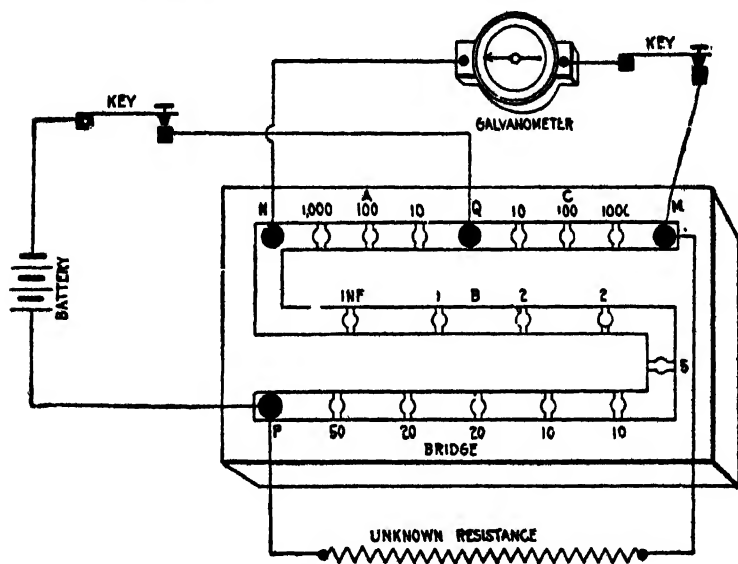 KEY
KEY
GALVANOMETER
BATTERY
A C
N 1,000 100 10 Q 10 100 1000 M
INF 1 B 2 2
5
P 50 20 20 10 10
BRIDGE
UNKNOWN RESISTANCE